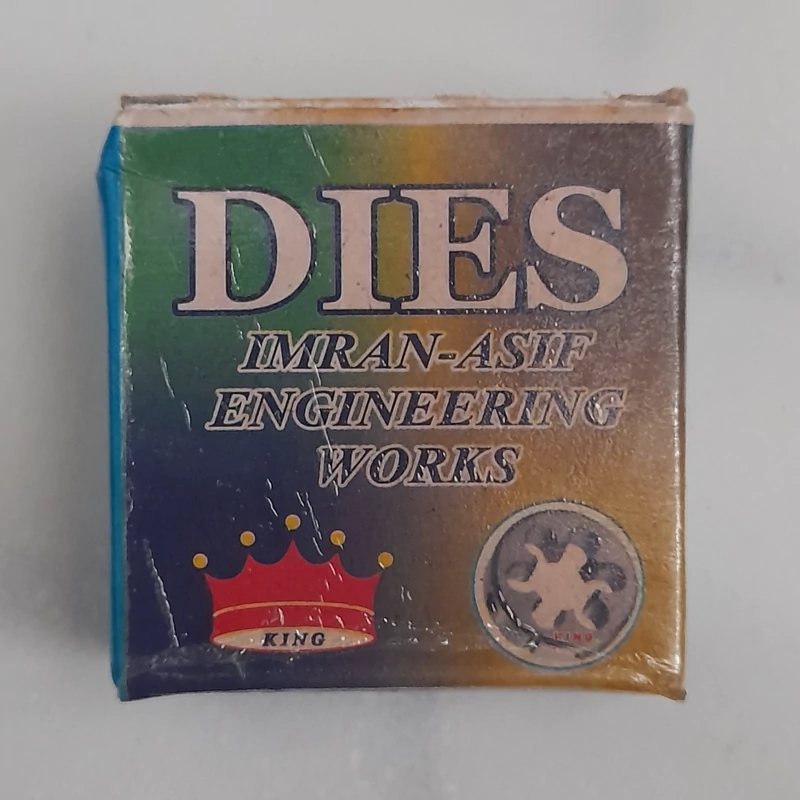 DIES
IMRAN-ASIF
ENGINEERING
WORKS
KING
KING